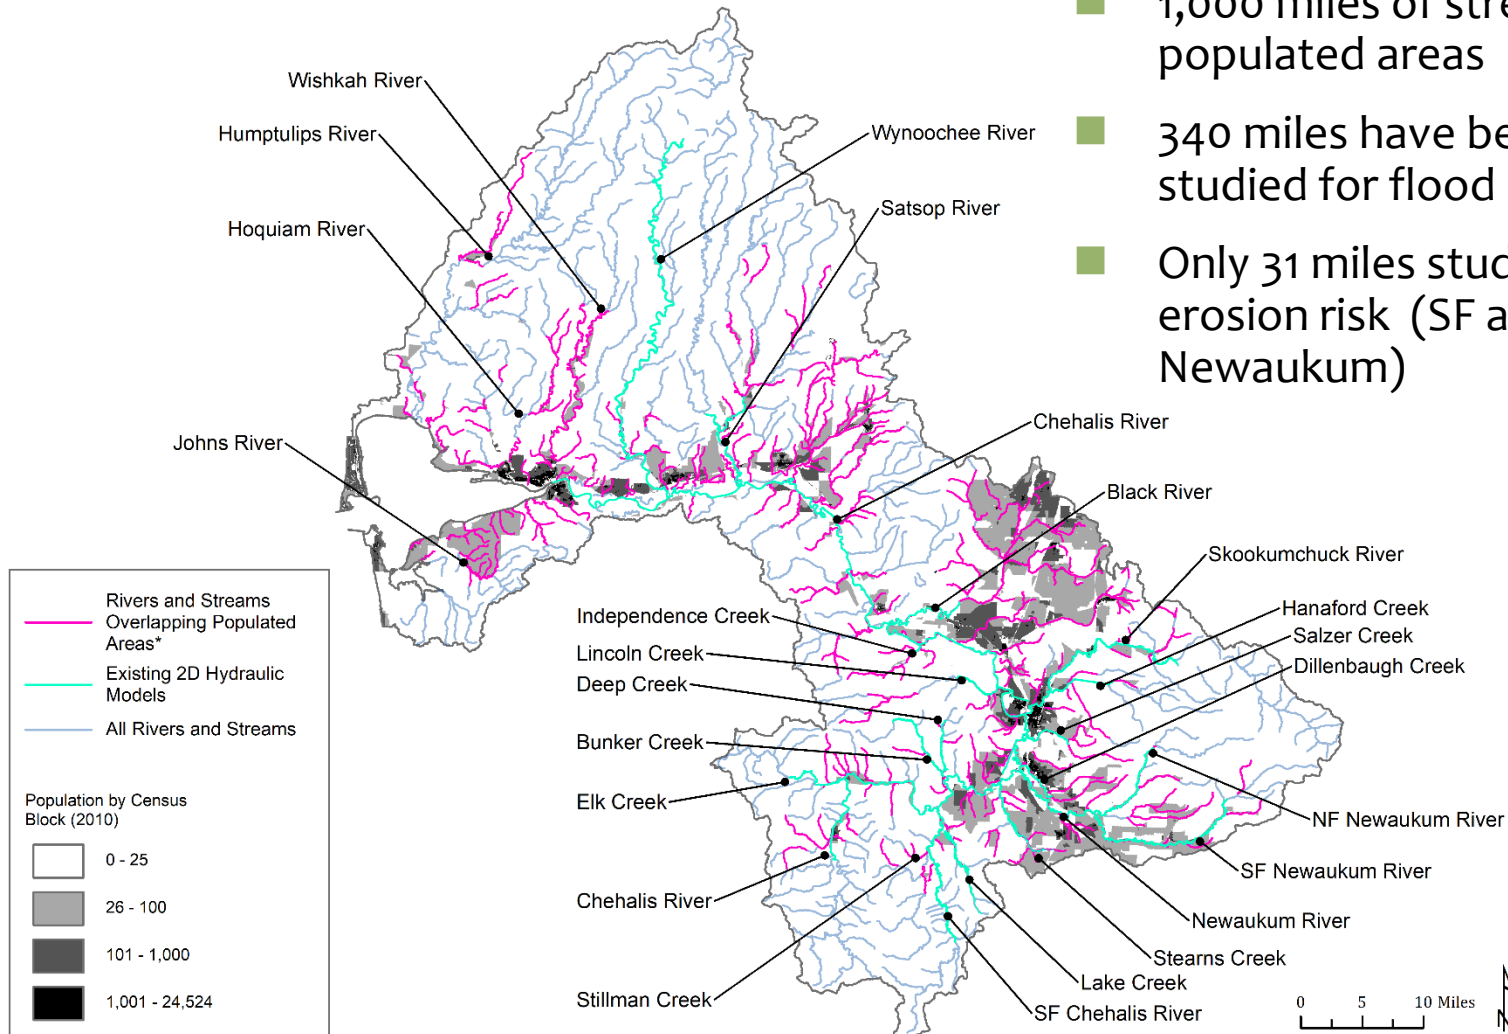 1,000 miles of
populated areas
340 miles have
studied for flood
Only 31 miles
erosion risk (SF
Newaukum)
Wishkah River
Humptulips River
Hoquiam River
Wynoochee River
Satsop River
Johns River
Chehalis River
Black River
Skookumchuck River
Hanaford Creek
Salzer Creek
Dillenbaugh Creek
Independence Creek
Lincoln Creek
Deep Creek
Bunker Creek
Elk Creek
Chehalis River
Stillman Creek
NF Newaukum River
SF Newaukum River
Newaukum River
Stearns Creek
Lake Creek
SF Chehalis River
Rivers and Streams
Overlapping Populated
Areas*
Existing 2D Hydraulic
Models
All Rivers and Streams
Population by Census
Block (2010)
0 - 25
26 - 100
101 - 1,000
1,001 - 24,524
0 5 10 Miles